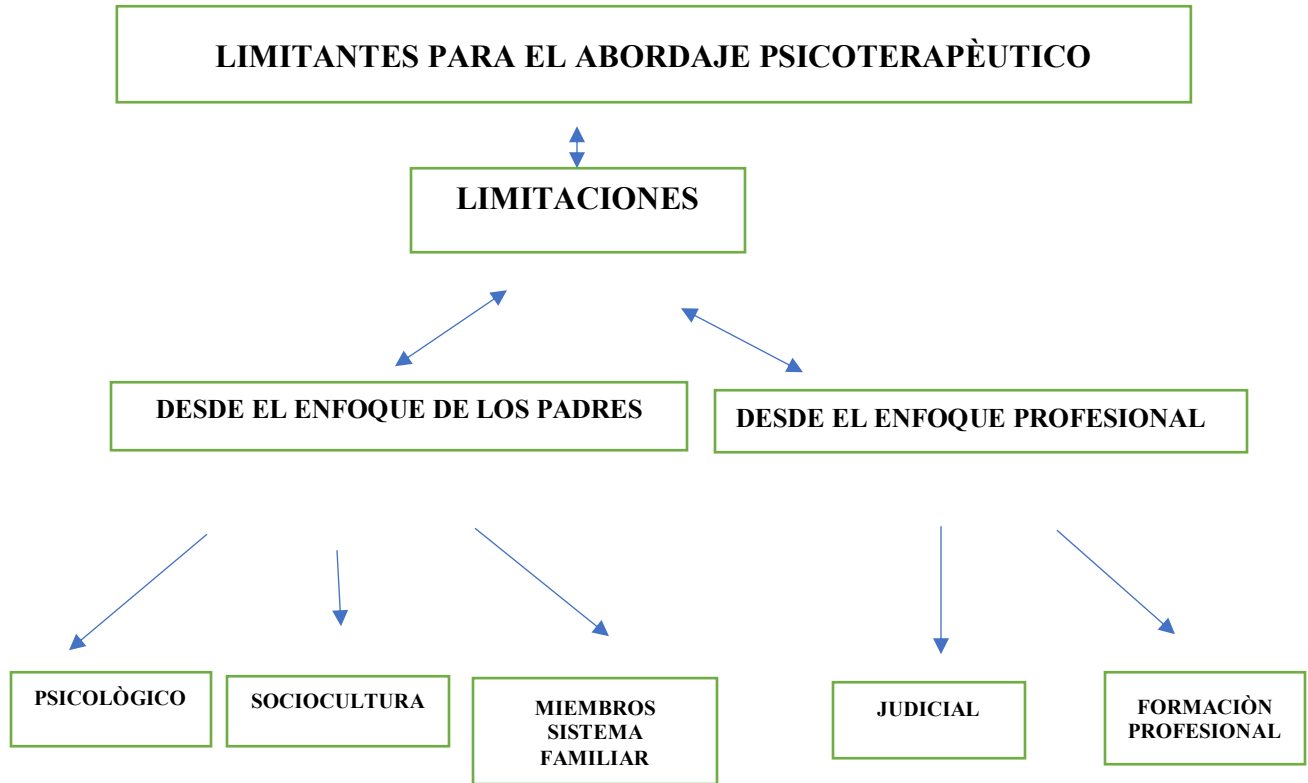 LIMITANTES PARA EL ABORDAJE PSICOTERAPÈUTICO
LIMITACIONES
DESDE EL ENFOQUE DE LOS PADRES
DESDE EL ENFOQUE PROFESIONAL
PSICOLÒGICO
SOCIOCULTURA
MIEMBROS
SISTEMA
FAMILIAR
JUDICIAL
FORMACIÒN
PROFESIONAL